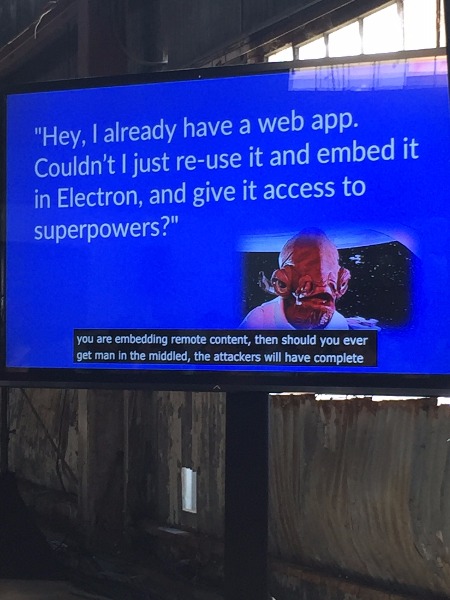 "Hey, I already have a web app.
Couldn't I just re-use it and embed it
in Electron, and give it access to
superpowers?"
you are embedding remote content, then should you ever
get man in the middled, the attackers will have complete